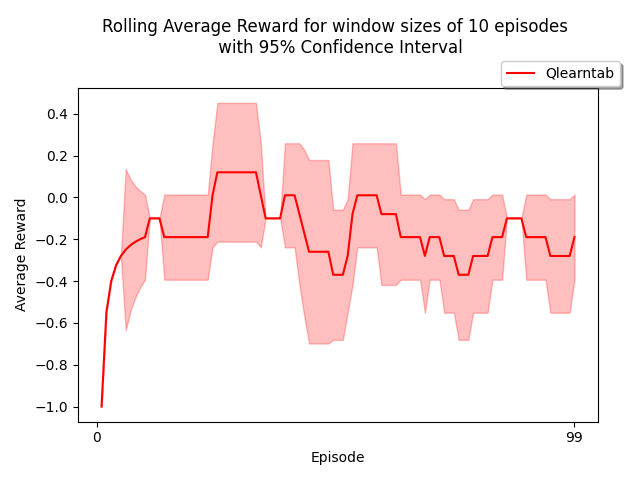 Rolling Average Reward for window sizes of 10 episodes
with 95% Confidence Interval
Qlearntab
0.4
0.2
0.0
−0.2
−0.4
−0.6
−0.8
−1.0
Average Reward
0
99
Episode